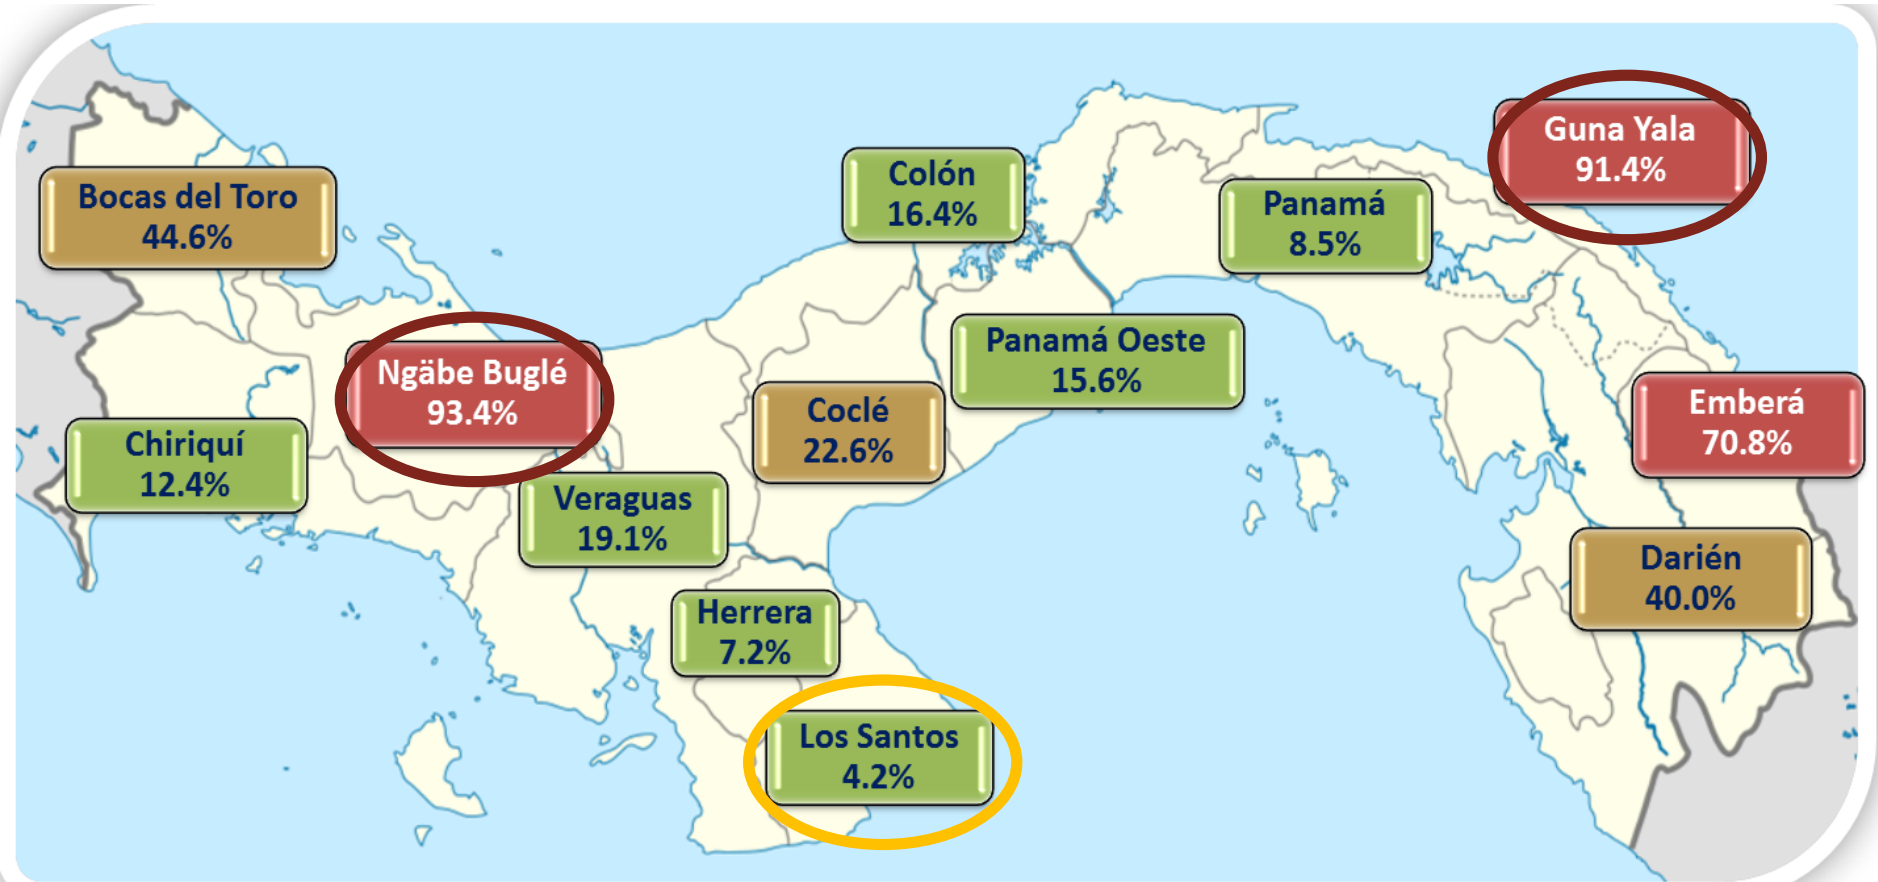 Guna Yala
91.4%
Colón
16.4%
Bocas del Toro
44.6%
Panamá
8.5%
Panamá Oeste
15.6%
Ngäbe Buglé
93.4%
Coclé
22.6%
Emberá
70.8%
Chiriquí
12.4%
Veraguas
19.1%
Darién
40.0%
Herrera
7.2%
Los Santos
4.2%